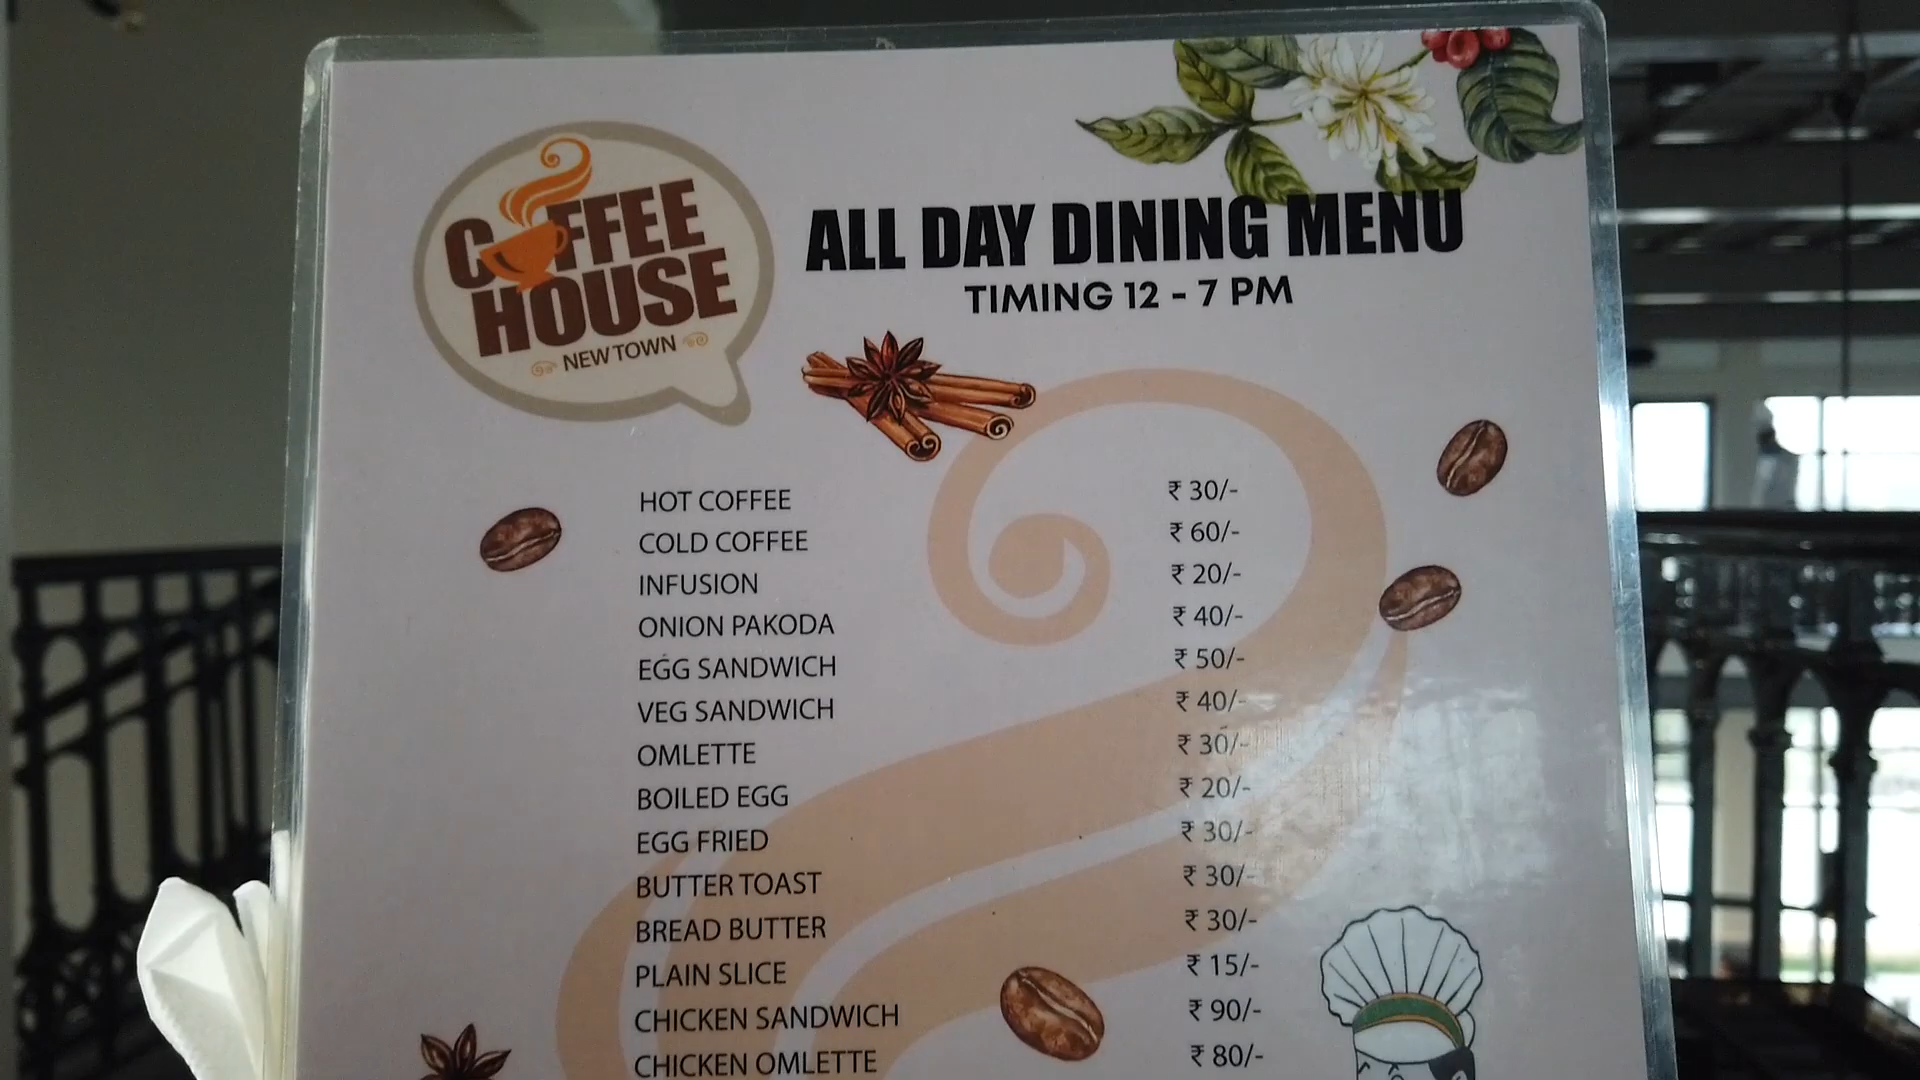 COFFEE
HOUSE
NEW TOWN
ALL DAY DINING MENU
TIMING 12 - 7 PM
HOT COFFEE ₹ 30/-
COLD COFFEE ₹ 60/-
INFUSION ₹ 20/-
ONION PAKODA ₹ 40/-
EGG SANDWICH ₹ 50/-
VEG SANDWICH ₹ 40/-
OMLETTE ₹ 30/-
BOILED EGG ₹ 20/-
EGG FRIED ₹ 30/-
BUTTER TOAST ₹ 30/-
BREAD BUTTER ₹ 30/-
PLAIN SLICE ₹ 15/-
CHICKEN SANDWICH ₹ 90/-
CHICKEN OMLETTE ₹ 80/-